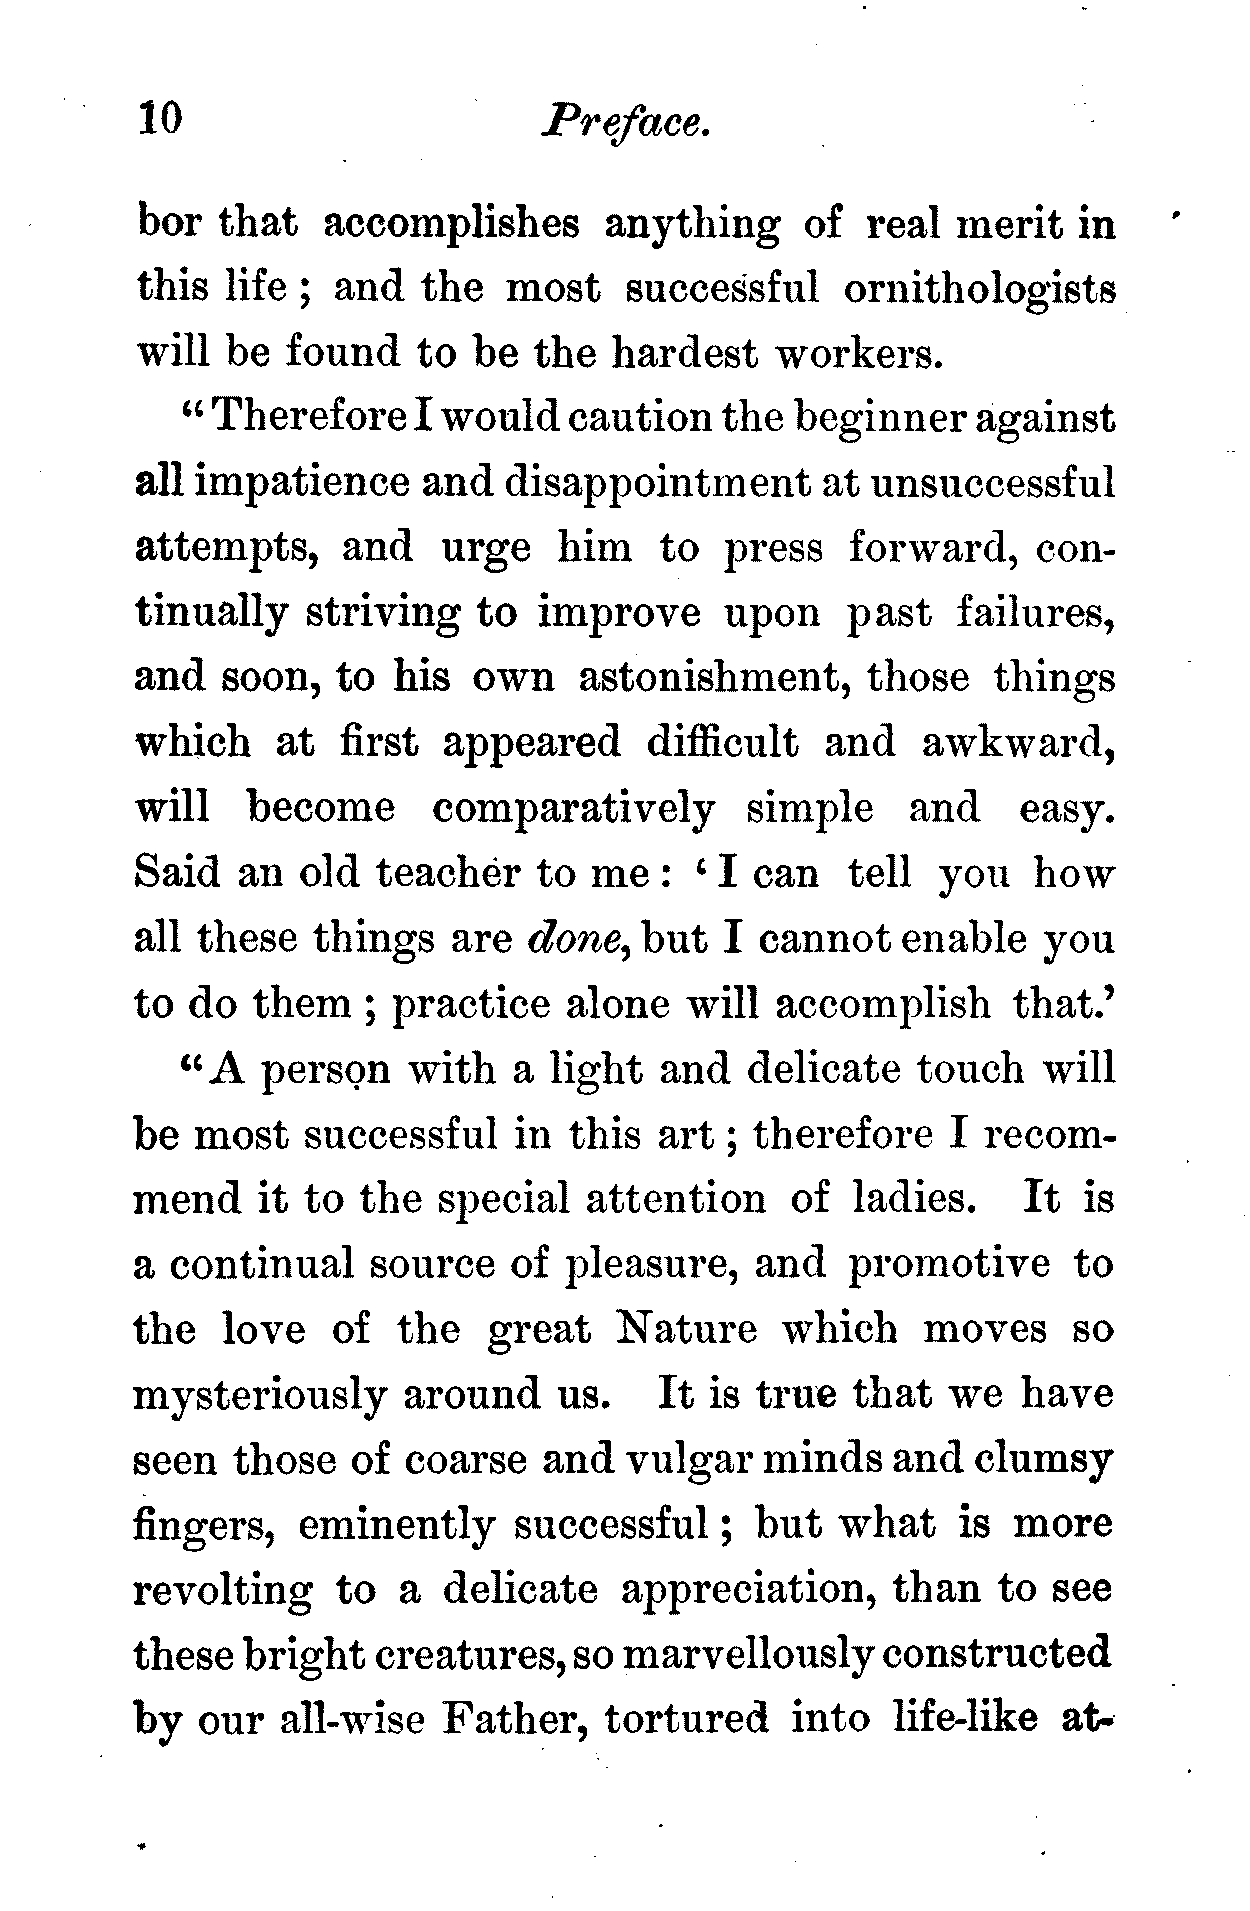 10 Preface.
bor that accomplishes anything of real merit in
this life ; and the most successful ornithologists
will be found to be the hardest workers.
“ Therefore I would caution the beginner against
all impatience and disappointment at unsuccessful
attempts, and urge him to press forward, con-
tinually striving to improve upon past failures,
and soon, to his own astonishment, those things
which at first appeared difficult and awkward,
will become comparatively simple and easy.
Said an old teacher to me : ‘ I can tell you how
all these things are done, but I cannot enable you
to do them ; practice alone will accomplish that.’
“ A person with a light and delicate touch will
be most successful in this art ; therefore I recom-
mend it to the special attention of ladies. It is
a continual source of pleasure, and promotive to
the love of the great Nature which moves so
mysteriously around us. It is true that we have
seen those of coarse and vulgar minds and clumsy
fingers, eminently successful ; but what is more
revolting to a delicate appreciation, than to see
these bright creatures, so marvellously constructed
by our all-wise Father, tortured into life-like at-